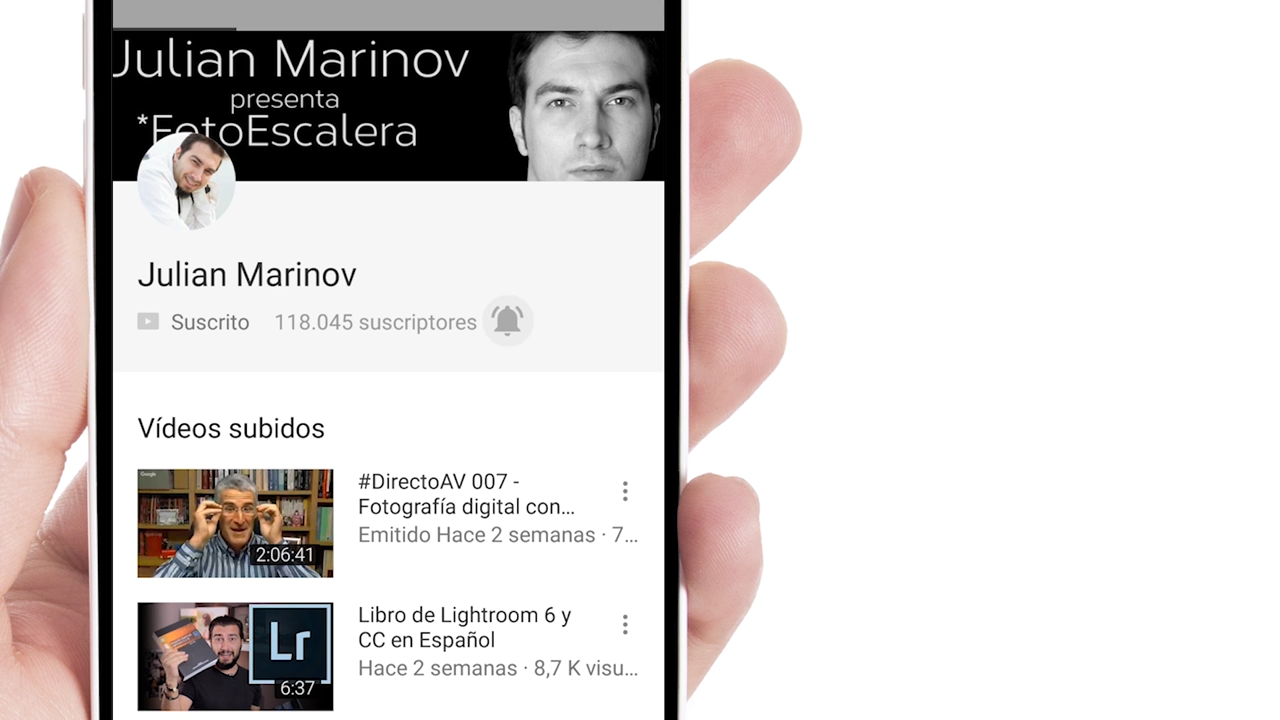 Julian Marinov
presenta
*FotoEscalera
Julian Marinov
Suscrito 118.045 suscriptores
Vídeos subidos
Google
#DirectoAV 007 -
Fotografía digital con...
Emitido Hace 2 semanas · 7...
2:06:41
Libro de Lightroom 6 y
CC en Español
Hace 2 semanas · 8,7 K visu...
Lr
6:37